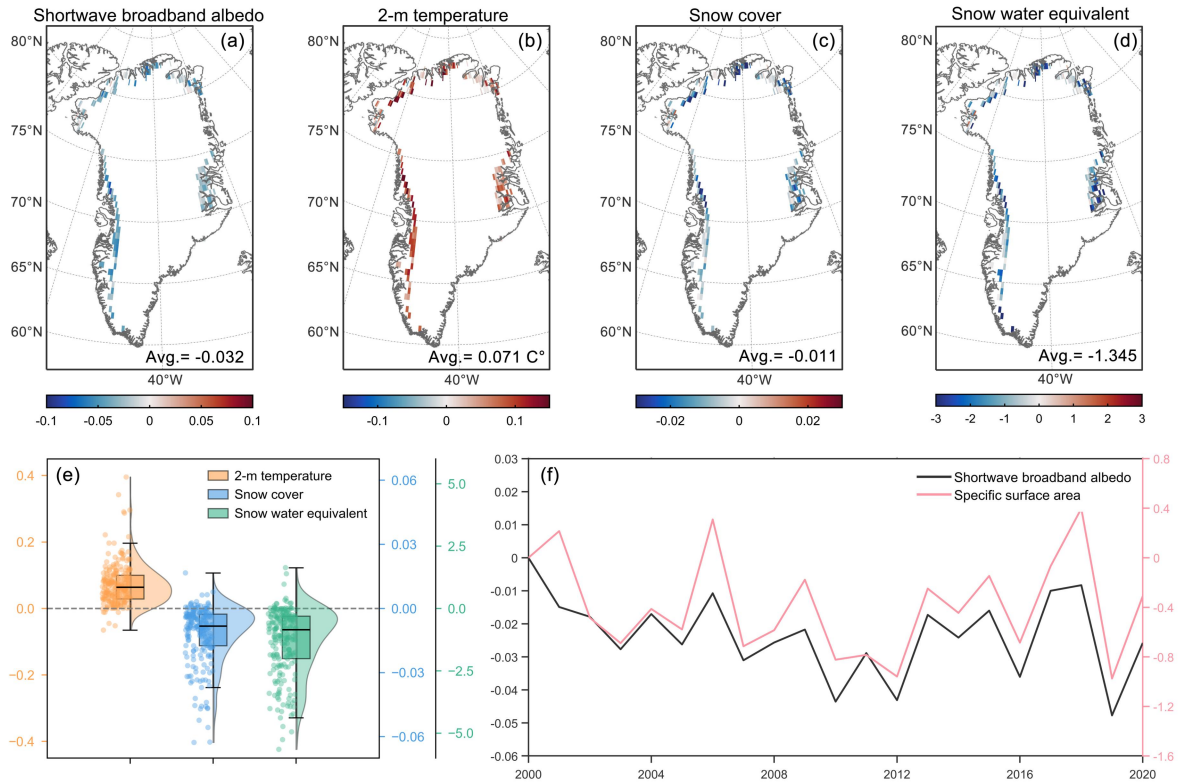 Shortwave broadband albedo
2-m temperature
Snow cover
Snow water equivalent
(a)
(b)
(c)
(d)
80°N
75°N
70°N
65°N
60°N
Avg.= -0.032
40°W
80°N
75°N
70°N
65°N
60°N
Avg.= 0.071 C°
40°W
80°N
75°N
70°N
65°N
60°N
Avg.= -0.011
40°W
80°N
75°N
70°N
65°N
60°N
Avg.= -1.345
40°W
-0.1 -0.05 0 0.05 0.1
-0.1 0 0.1
-0.02 0 0.02
-3 -2 -1 0 1 2 3
(e)
2-m temperature
Snow cover
Snow water equivalent
0.4
0.2
0.0
−0.2
−0.4
0.06
0.03
0.00
−0.03
−0.06
5.0
2.5
0.0
−2.5
−5.0
(f)
Shortwave broadband albedo
Specific surface area
0.03
0.02
0.01
0
-0.01
-0.02
-0.03
-0.04
-0.05
-0.06
0.8
0.4
0
-0.4
-0.8
-1.2
-1.6
2000 2004 2008 2012 2016 2020